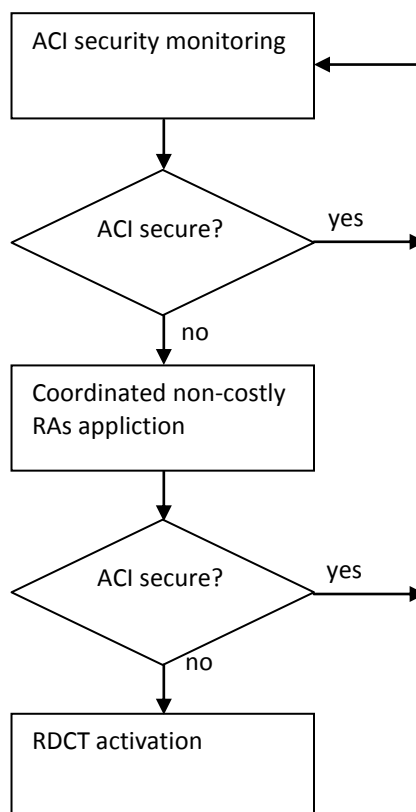 ACI security monitoring
ACI secure?
yes
no
Coordinated non-costly
RAs appliction
ACI secure?
yes
no
RDCT activation